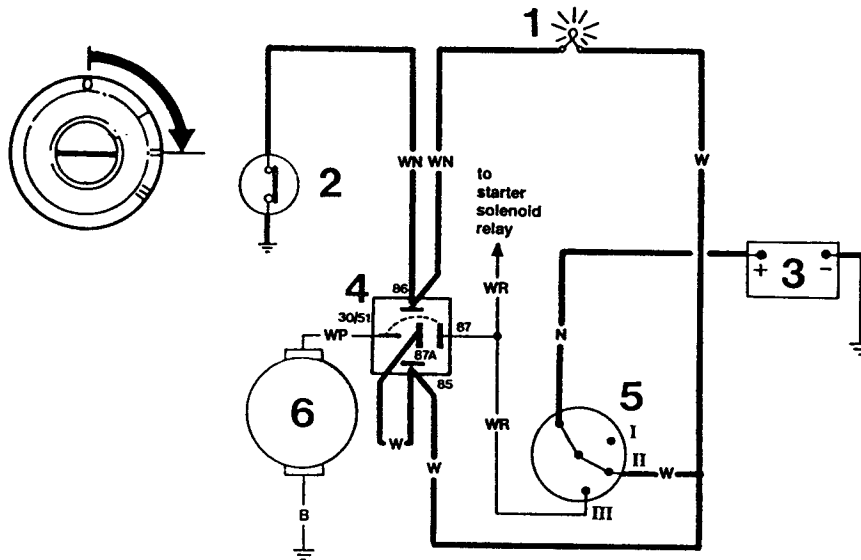 1
O
II
III
2
WN WN
W
to
starter
solenoid
relay
+ 3 -
4
86
WR
30/51
87
WP
87A
85
N
5
6
W
WR
I
II
W
W
III
B